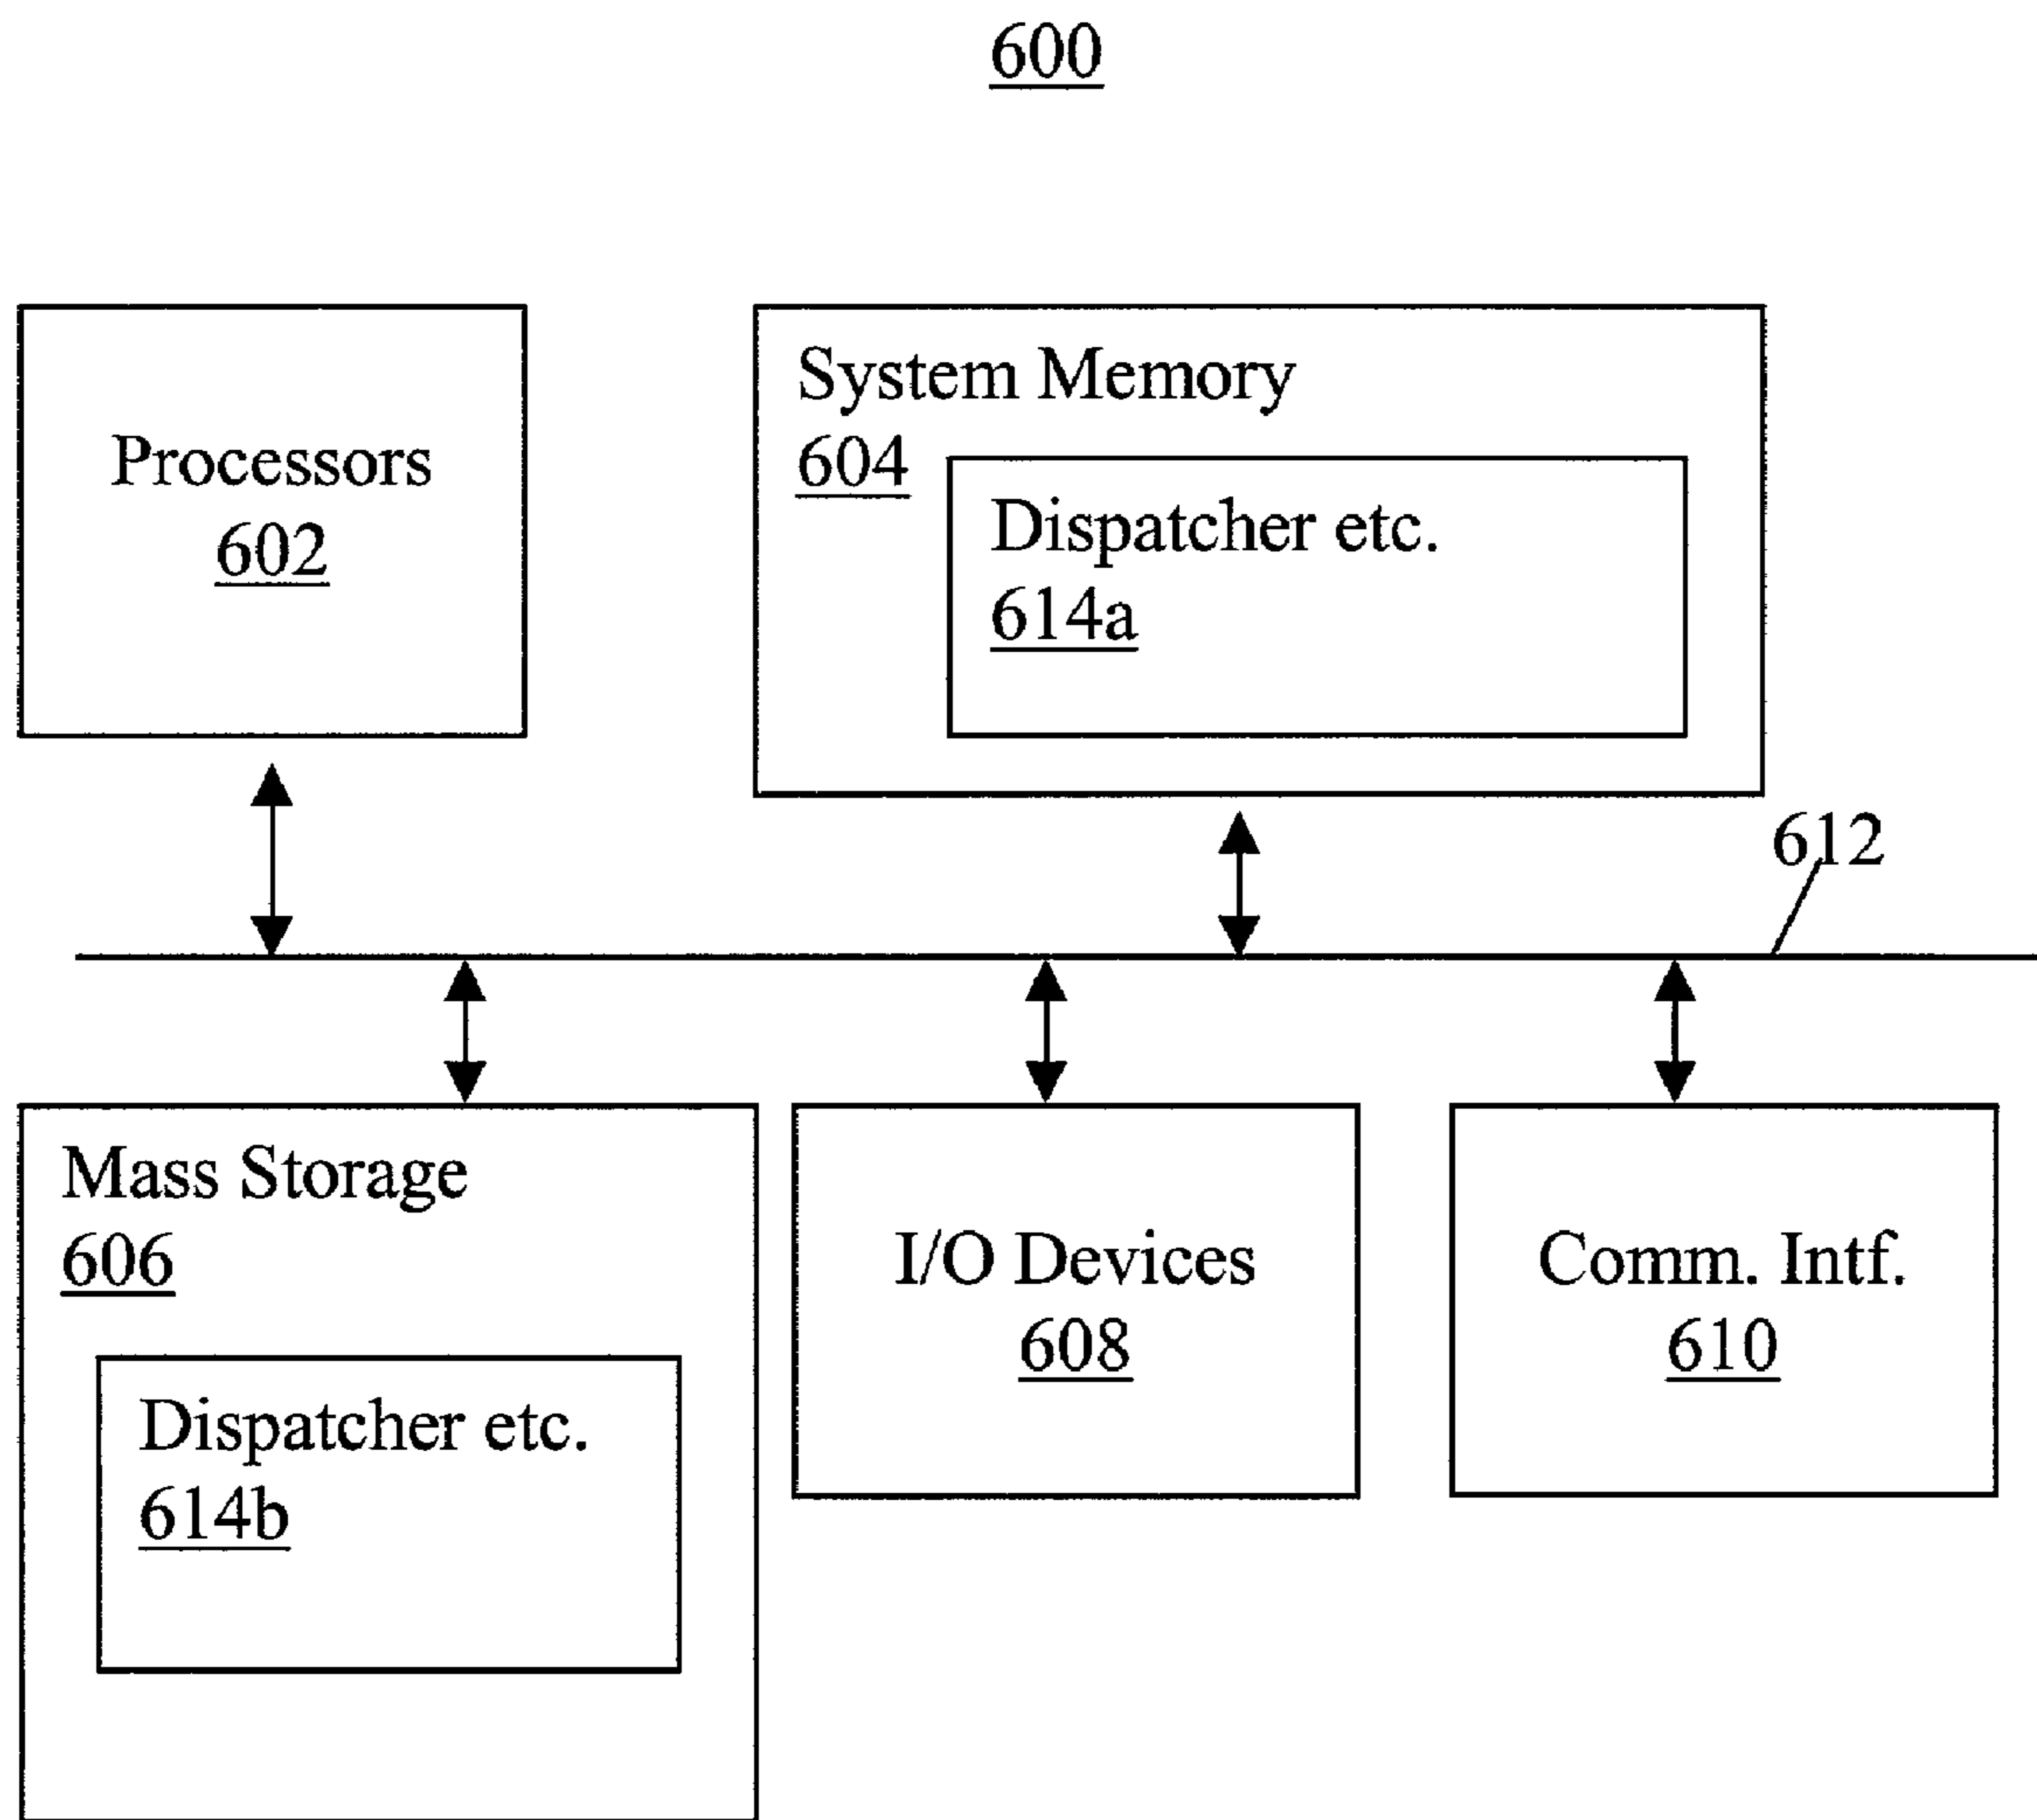 600
Processors
602
System Memory
604
Dispatcher etc.
614a
612
Mass Storage
606
Dispatcher etc.
614b
I/O Devices
608
Comm. Intf.
610